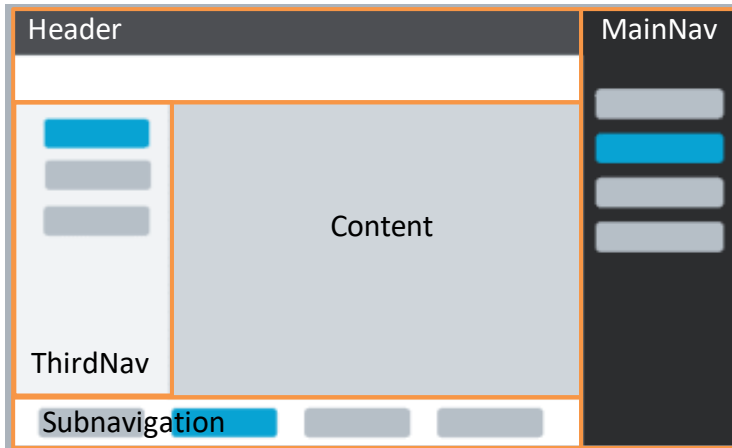 Header
MainNav
Content
ThirdNav
Subnavigation